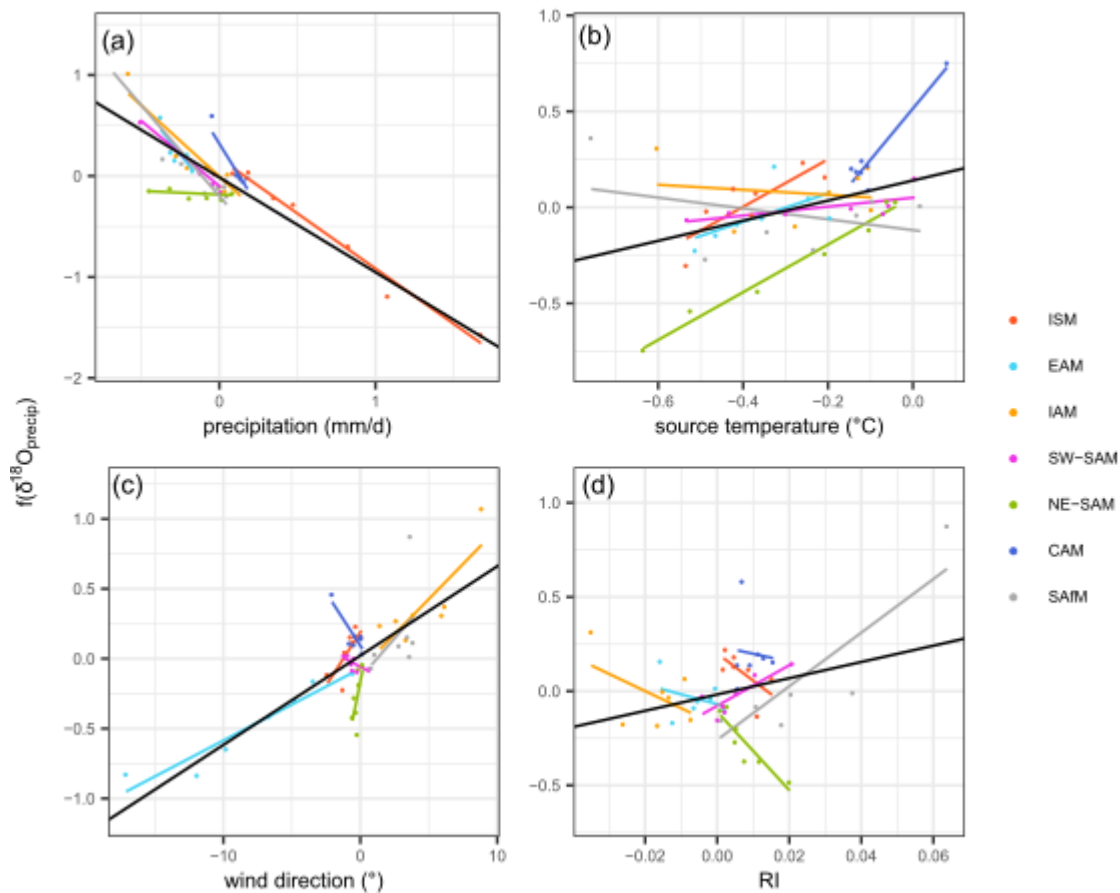 (a)
1
0
−1
−2
0
1
precipitation (mm/d)
(b)
1.0
0.5
0.0
−0.5
−0.6
−0.4
−0.2
0.0
source temperature (°C)
f(δ18Oprecip)
(c)
1.0
0.5
0.0
−0.5
−1.0
−10
0
10
wind direction (°)
(d)
1.0
0.5
0.0
−0.5
−0.02
0.00
0.02
0.04
0.06
RI
ISM
EAM
IAM
SW−SAM
NE−SAM
CAM
SAfM